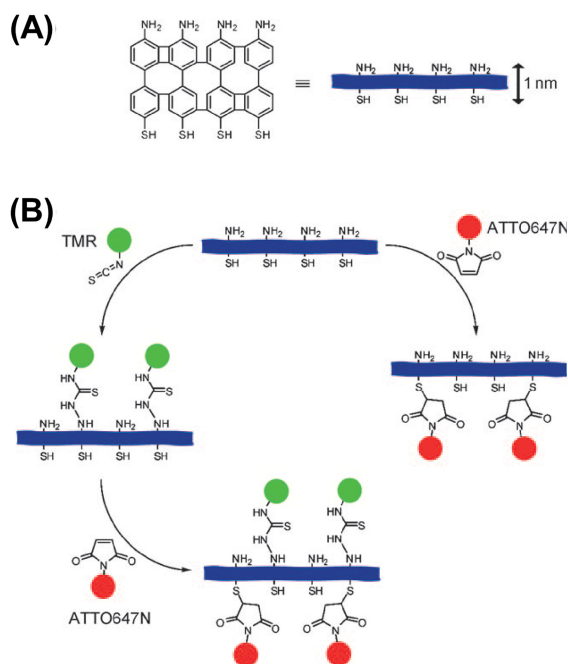 (A)
NH2 NH2 NH2 NH2
SH SH SH SH
≡
NH2 NH2 NH2 NH2
SH SH SH SH
1 nm
(B)
TMR
S=C=N
NH2 NH2 NH2 NH2
SH SH SH SH
ATTO647N
N
O O
HN S HN S
HN HN
NH2 NH NH2 NH
SH SH SH SH
NH2 NH2 NH2 NH2
S SH SH S
O N O O N O
O N O
ATTO647N
HN S HN S
HN HN
NH2 NH NH2 NH
S SH SH S
O N O O N O